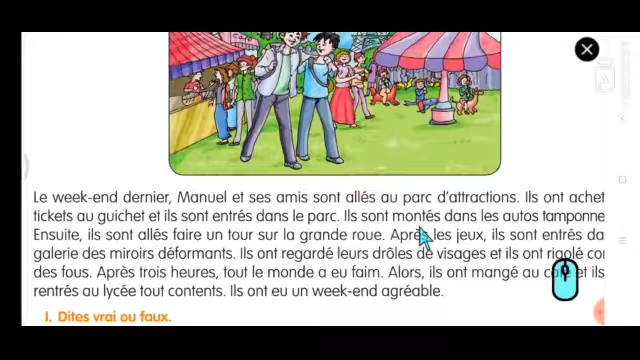 Café
Le week-end dernier, Manuel et ses amis sont allés au parc d'attractions. Ils ont achet
tickets au guichet et ils sont entrés dans le parc. Ils sont montés dans les autos tamponne
Ensuite, ils sont allés faire un tour sur la grande roue. Après les jeux, ils sont entrés da
galerie des miroirs déformants. Ils ont regardé leurs drôles de visages et ils ont rigolé co
des fous. Après trois heures, tout le monde a eu faim. Alors, ils ont mangé au café et ils
rentrés au lycée tout contents. Ils ont eu un week-end agréable.
I. Dites vrai ou faux.